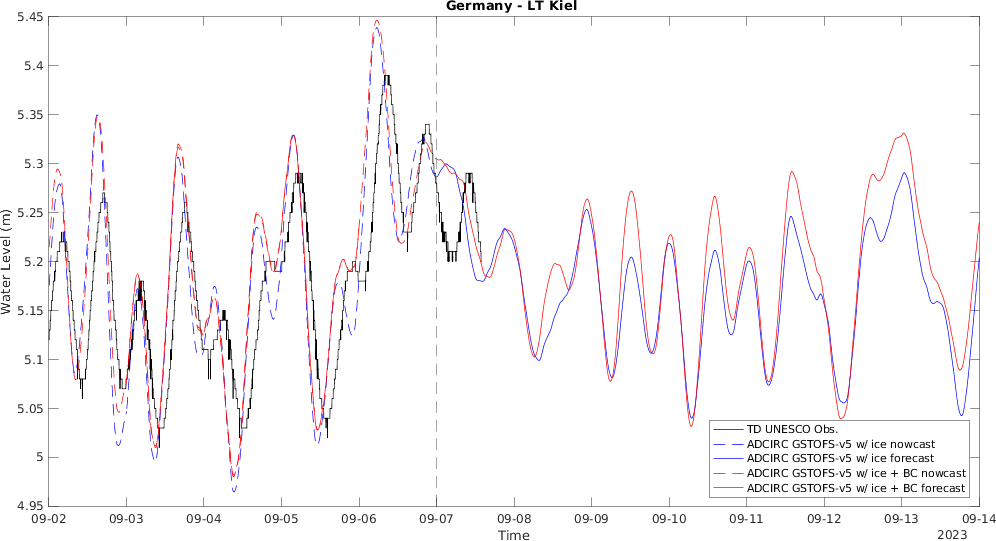 Germany - LT Kiel
5.45
5.4
5.35
5.3
5.25
5.2
5.15
5.1
5.05
5
4.95
Water Level (m)
TD UNESCO Obs.
ADCIRC GSTOFS-v5 w/ ice nowcast
ADCIRC GSTOFS-v5 w/ ice forecast
ADCIRC GSTOFS-v5 w/ ice + BC nowcast
ADCIRC GSTOFS-v5 w/ ice + BC forecast
09-02 09-03 09-04 09-05 09-06 09-07 09-08 09-09 09-10 09-11 09-12 09-13 09-14
Time
2023